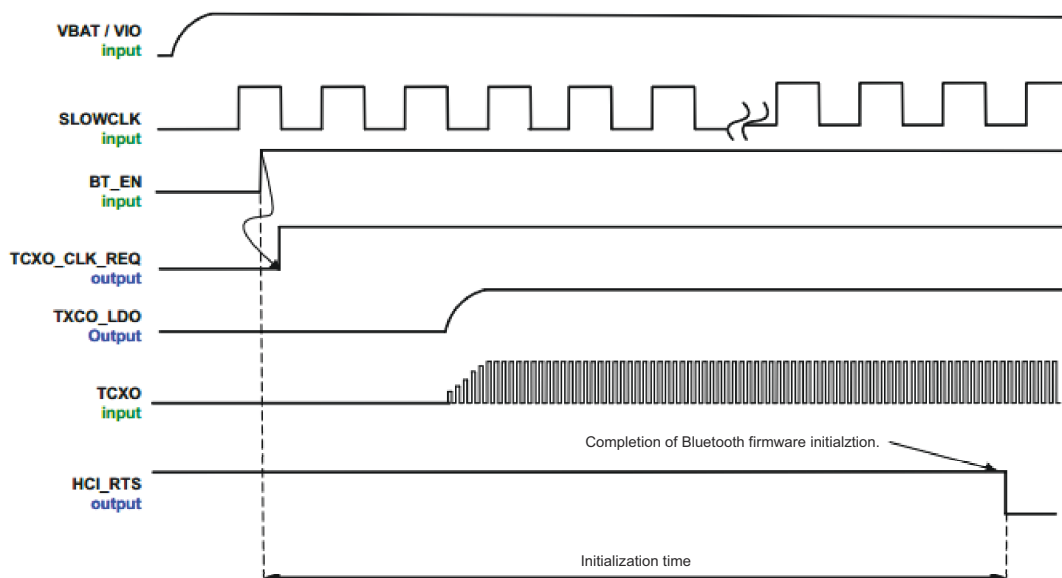 VBAT / VIO
input
SLOWCLK
input
BT_EN
input
TCXO_CLK_REQ
output
TXCO_LDO
Output
TCXO
input
Completion of Bluetooth firmware initialztion.
HCI_RTS
output
Initialization time